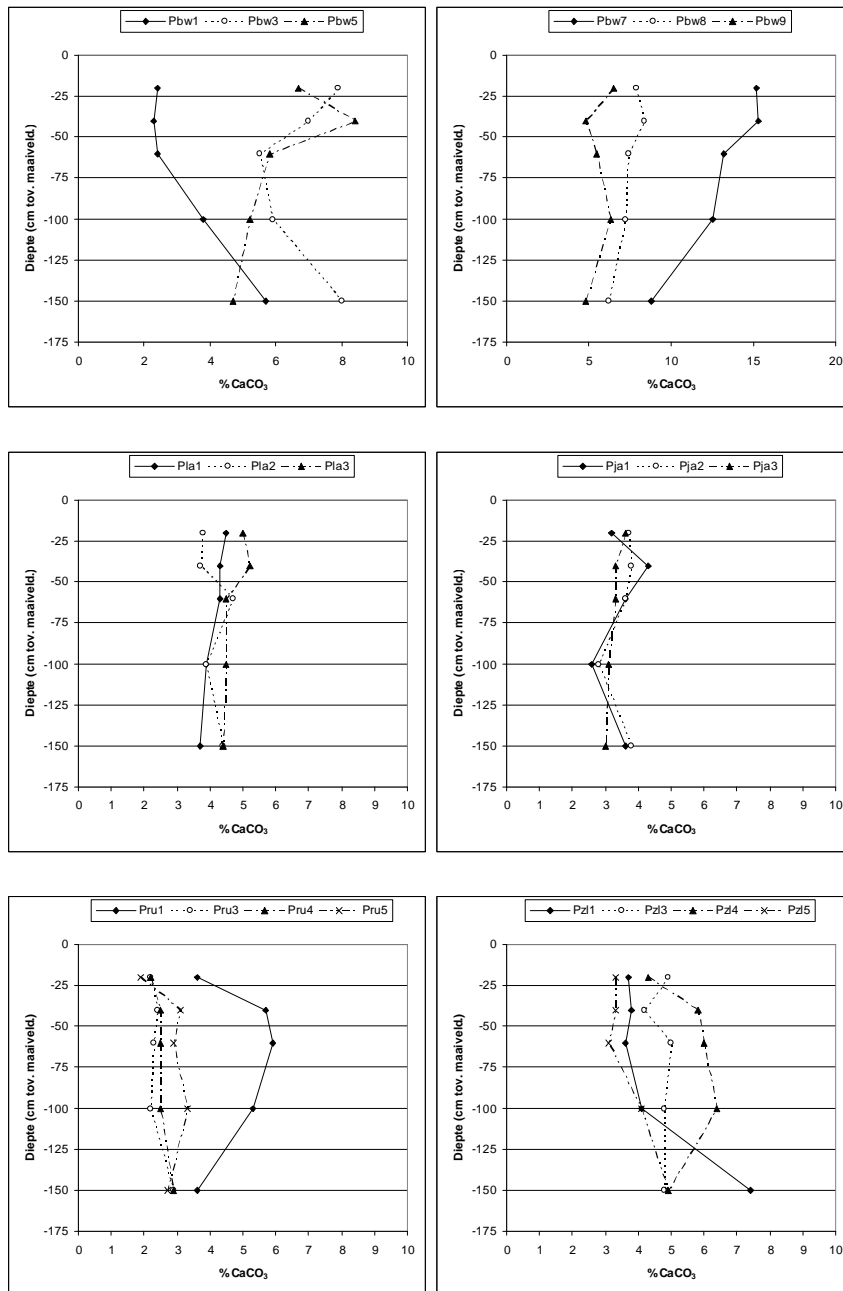 Pbw1 Pbw3 Pbw5
0
-25
-50
-75
-100
-125
-150
-175
Diepte (cm tov. maaiveld.)
0 2 4 6 8 10
%CaCO₃
Pbw7 Pbw8 Pbw9
0
-25
-50
-75
-100
-125
-150
-175
Diepte (cm tov. maaiveld.)
0 5 10 15 20
%CaCO₃
Pla1 Pla2 Pla3
0
-25
-50
-75
-100
-125
-150
-175
Diepte (cm tov. maaiveld.)
0 1 2 3 4 5 6 7 8 9 10
%CaCO₃
Pja1 Pja2 Pja3
0
-25
-50
-75
-100
-125
-150
-175
Diepte (cm tov. maaiveld.)
0 1 2 3 4 5 6 7 8 9 10
%CaCO₃
Pru1 Pru3 Pru4 Pru5
0
-25
-50
-75
-100
-125
-150
-175
Diepte (cm tov. maaiveld.)
0 1 2 3 4 5 6 7 8 9 10
%CaCO₃
Pzl1 Pzl3 Pzl4 Pzl5
0
-25
-50
-75
-100
-125
-150
-175
Diepte (cm tov. maaiveld.)
0 1 2 3 4 5 6 7 8 9 10
%CaCO₃